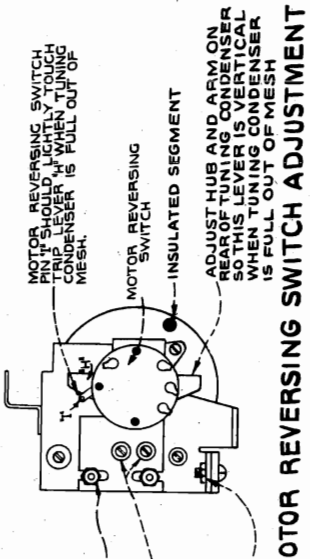 MOTOR REVERSING SWITCH
PIN "I" SHOULD LIGHTLY TOUCH
TRIP LEVER "H" WHEN TUNING
CONDENSER IS FULL OUT OF
MESH.
"H"
"I"
MOTOR REVERSING
SWITCH
INSULATED SEGMENT
ADJUST HUB AND ARM ON
REAR OF TUNING CONDENSER
SO THIS LEVER IS VERTICAL
WHEN TUNING CONDENSER
IS FULL OUT OF MESH
OTOR REVERSING SWITCH ADJUSTMENT